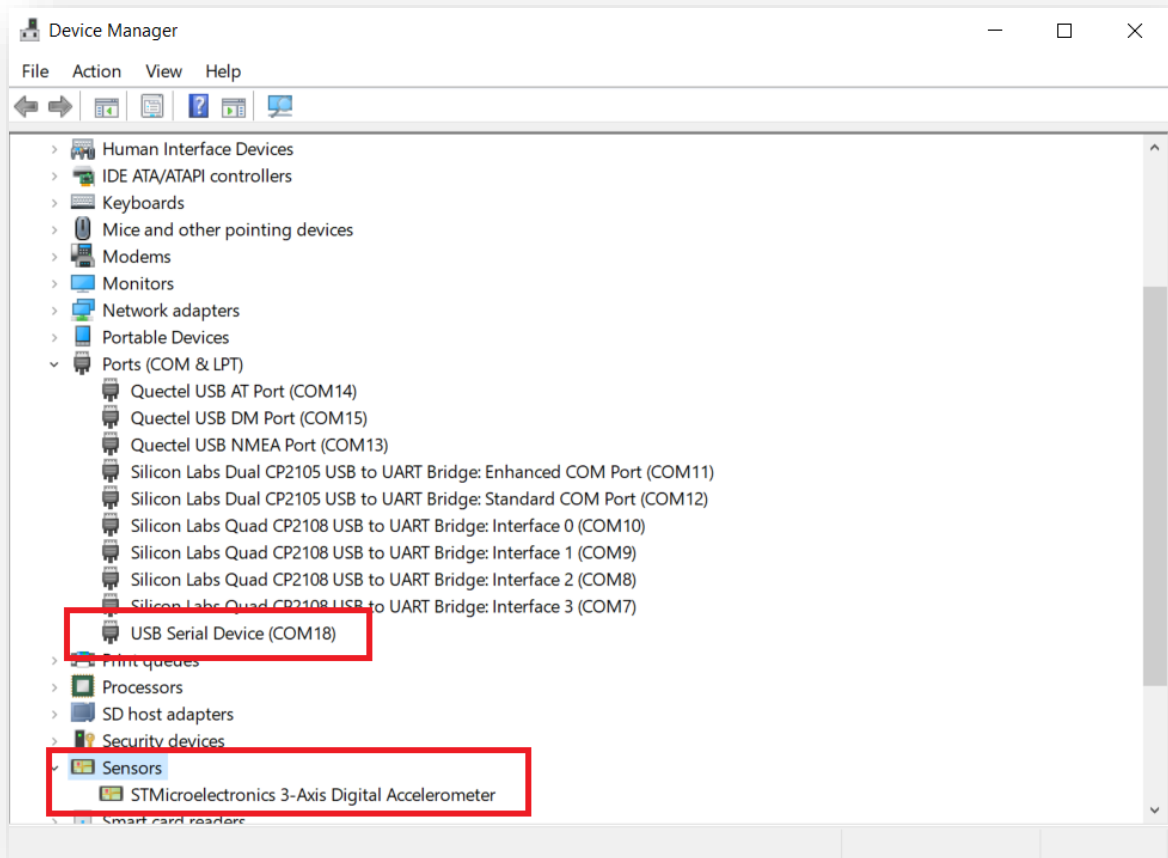 Device Manager
File Action View Help
Human Interface Devices
IDE ATA/ATAPI controllers
Keyboards
Mice and other pointing devices
Modems
Monitors
Network adapters
Portable Devices
Ports (COM & LPT)
Quectel USB AT Port (COM14)
Quectel USB DM Port (COM15)
Quectel USB NMEA Port (COM13)
Silicon Labs Dual CP2105 USB to UART Bridge: Enhanced COM Port (COM11)
Silicon Labs Dual CP2105 USB to UART Bridge: Standard COM Port (COM12)
Silicon Labs Quad CP2108 USB to UART Bridge: Interface 0 (COM10)
Silicon Labs Quad CP2108 USB to UART Bridge: Interface 1 (COM9)
Silicon Labs Quad CP2108 USB to UART Bridge: Interface 2 (COM8)
Silicon Labs Quad CP2108 USB to UART Bridge: Interface 3 (COM7)
USB Serial Device (COM18)
Print queues
Processors
SD host adapters
Security devices
Sensors
STMicroelectronics 3-Axis Digital Accelerometer
Smart card readers